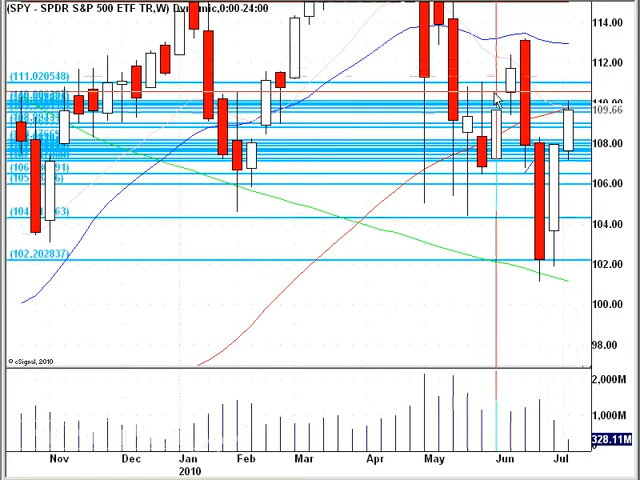 (SPY - SPDR S&P 500 ETF TR,W) Dynamic,0:00-24:00
114.00
112.00
(111.020548)
109.66
108.00
106.00
104.00
(102.202837)
102.00
100.00
98.00
© eSignal, 2010
2,000M
1,000M
328.11M
0
Nov Dec Jan Feb Mar Apr May Jun Jul
2010